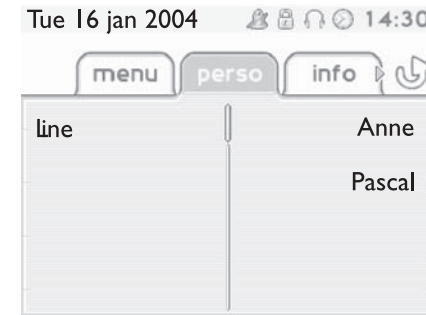 Tue 16 jan 2004 14:30
menu perso info
line Anne
Pascal